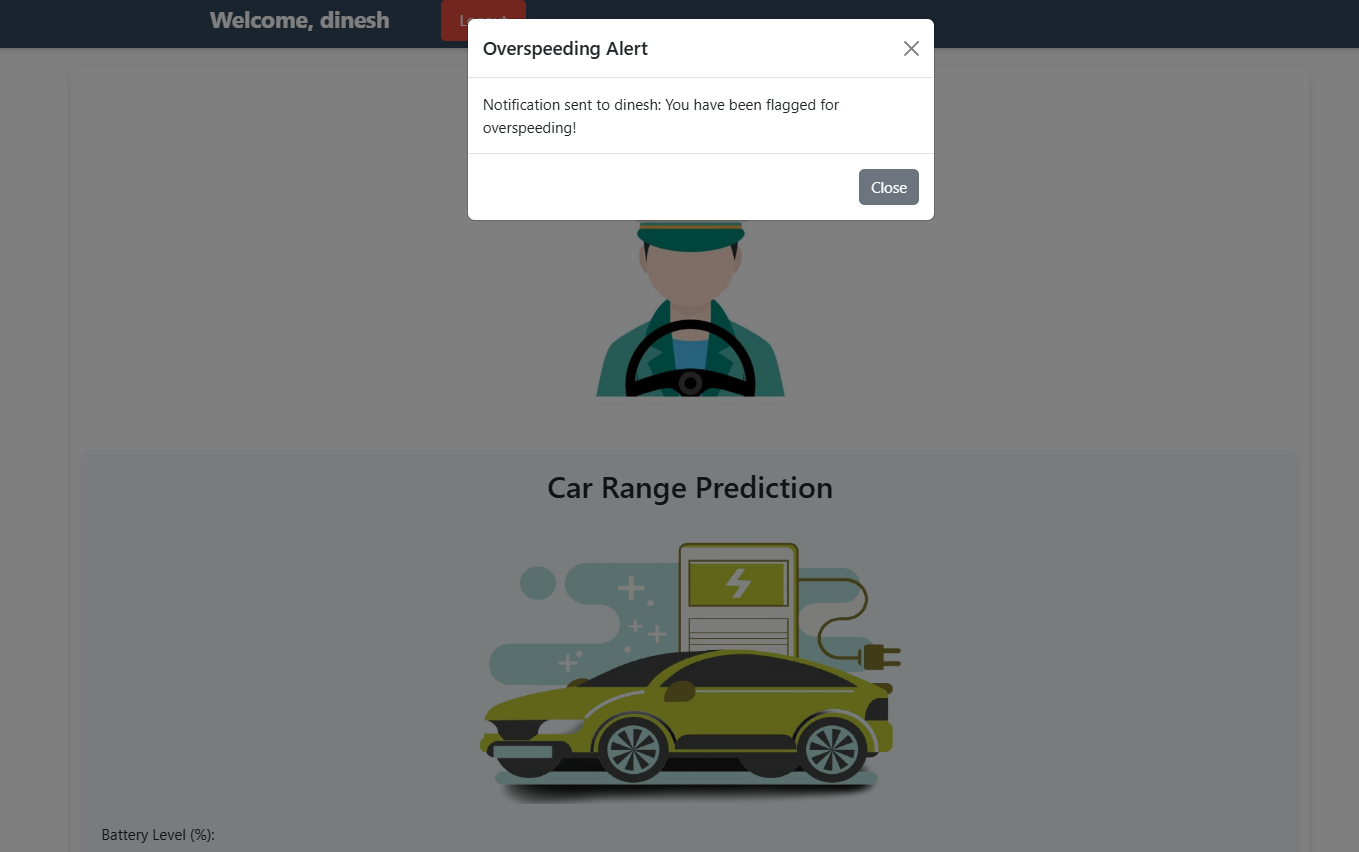 Welcome, dinesh
Logout
Overspeeding Alert
Notification sent to dinesh: You have been flagged for
overspeeding!
Close
Car Range Prediction
Battery Level (%):